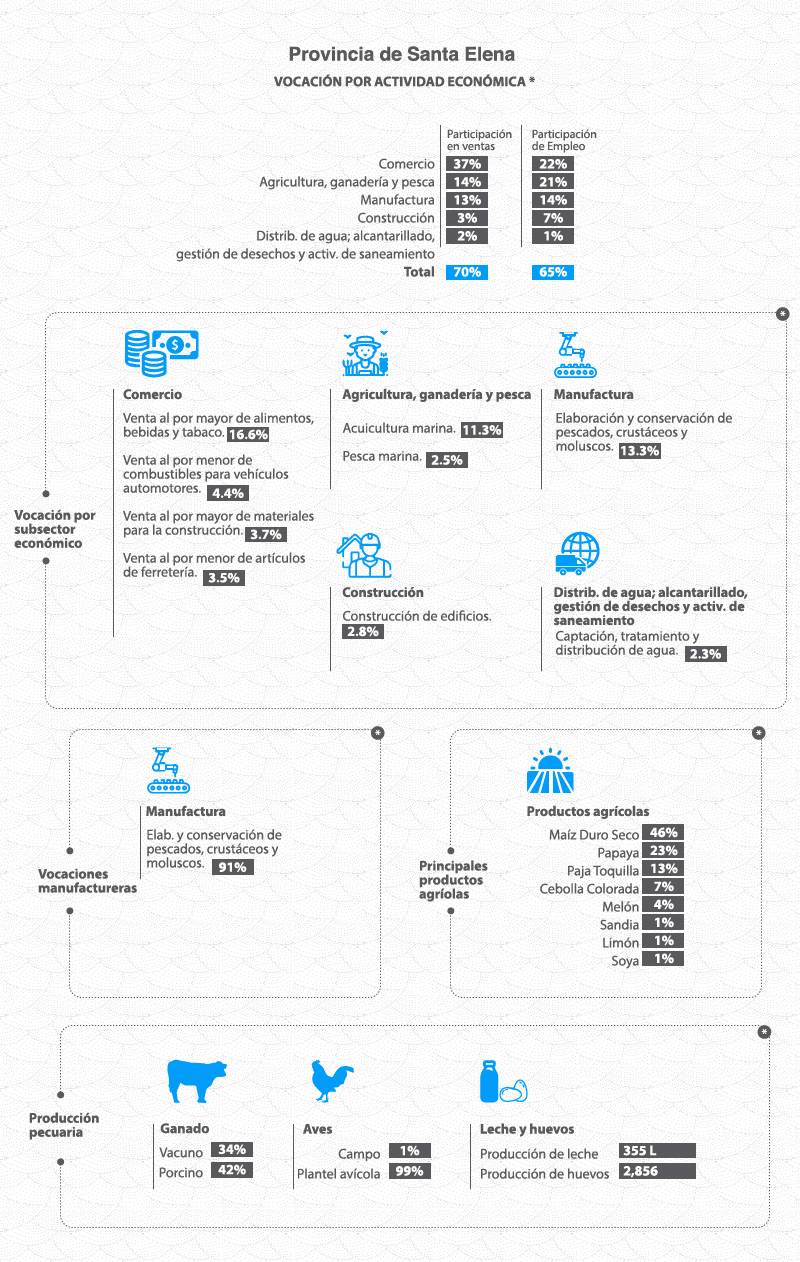 Provincia de Santa Elena
VOCACIÓN POR ACTIVIDAD ECONÓMICA *
Participación en ventas
Participación de Empleo
Comercio 37% 22%
Agricultura, ganadería y pesca 14% 21%
Manufactura 13% 14%
Construcción 3% 7%
Distrib. de agua; alcantarillado, 2% 1%
gestión de desechos y activ. de saneamiento
Total 70% 65%
*
Vocación por
subsector
económico
Comercio
Venta al por mayor de alimentos,
bebidas y tabaco. 16.6%
Venta al por menor de
combustibles para vehículos
automotores. 4.4%
Venta al por mayor de materiales
para la construcción. 3.7%
Venta al por menor de artículos
de ferretería. 3.5%
Agricultura, ganadería y pesca
Acuicultura marina. 11.3%
Pesca marina. 2.5%
Manufactura
Elaboración y conservación de
pescados, crustáceos y
moluscos. 13.3%
Construcción
Construcción de edificios.
2.8%
Distrib. de agua; alcantarillado,
gestión de desechos y activ. de
saneamiento
Captación, tratamiento y
distribución de agua. 2.3%
*
Vocaciones
manufactureras
Manufactura
Elab. y conservación de
pescados, crustáceos y
moluscos. 91%
*
Principales
productos
agríolas
Productos agrícolas
Maíz Duro Seco 46%
Papaya 23%
Paja Toquilla 13%
Cebolla Colorada 7%
Melón 4%
Sandia 1%
Limón 1%
Soya 1%
*
Producción
pecuaria
Ganado
Vacuno 34%
Porcino 42%
Aves
Campo 1%
Plantel avícola 99%
Leche y huevos
Producción de leche 355 L
Producción de huevos 2,856